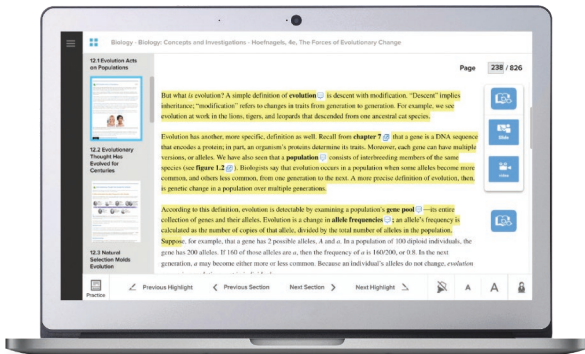 Biology - Biology: Concepts and Investigations - Hoefnagels, 4e, The Forces of Evolutionary Change
12.1 Evolution Acts
on Populations
12.2 Evolutionary
Thought Has
Evolved for
Centuries
12.3 Natural
Selection Molds
Evolution
Page 238 / 826
But what is evolution? A simple definition of evolution is descent with modification. "Descent" implies
inheritance; "modification" refers to changes in traits from generation to generation. For example, we see
evolution at work in the lions, tigers, and leopards that descended from one ancestral cat species.
Evolution has another, more specific, definition as well. Recall from chapter 7 that a gene is a DNA sequence
that encodes a protein; in part, an organism's proteins determine its traits. Moreover, each gene can have multiple
versions, or alleles. We have also seen that a population consists of interbreeding members of the same
species (see figure 1.2 ). Biologists say that evolution occurs in a population when some alleles become more
common, and others less common, from one generation to the next. A more precise definition of evolution, then,
is genetic change in a population over multiple generations.
According to this definition, evolution is detectable by examining a population's gene pool —its entire
collection of genes and their alleles. Evolution is a change in allele frequencies ; an allele's frequency is
calculated as the number of copies of that allele, divided by the total number of alleles in the population.
Suppose, for example, that a gene has 2 possible alleles, A and a. In a population of 100 diploid individuals, the
gene has 200 alleles. If 160 of those alleles are a, then the frequency of a is 160/200, or 0.8. In the next
generation, a may become either more or less common. Because an individual's alleles do not change, evolution
Practice
Previous Highlight
Previous Section
Next Section
Next Highlight
A
A